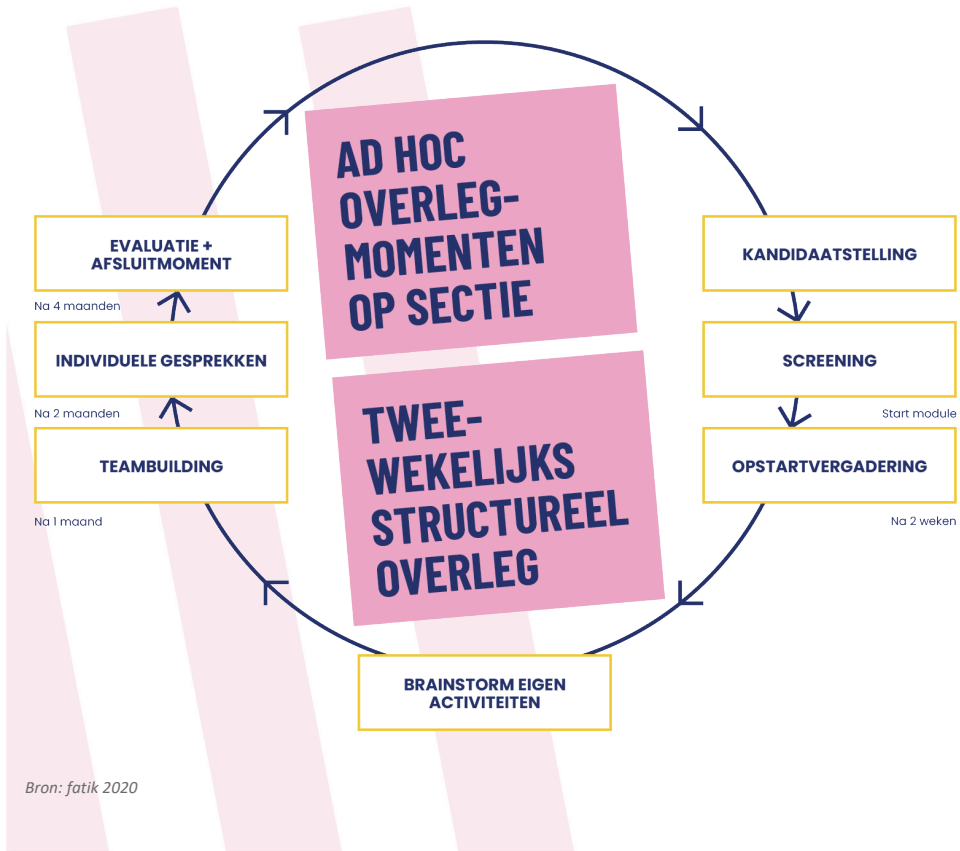 AD HOC
OVERLEG-
MOMENTEN
OP SECTIE
TWEE-
WEKELIJKS
STRUCTUREEL
OVERLEG
KANDIDAATSTELLING
SCREENING
Start module
OPSTARTVERGADERING
Na 2 weken
BRAINSTORM EIGEN
ACTIVITEITEN
Na 1 maand
TEAMBUILDING
Na 2 maanden
INDIVIDUELE GESPREKKEN
Na 4 maanden
EVALUATIE +
AFSLUITMOMENT
Bron: fatik 2020